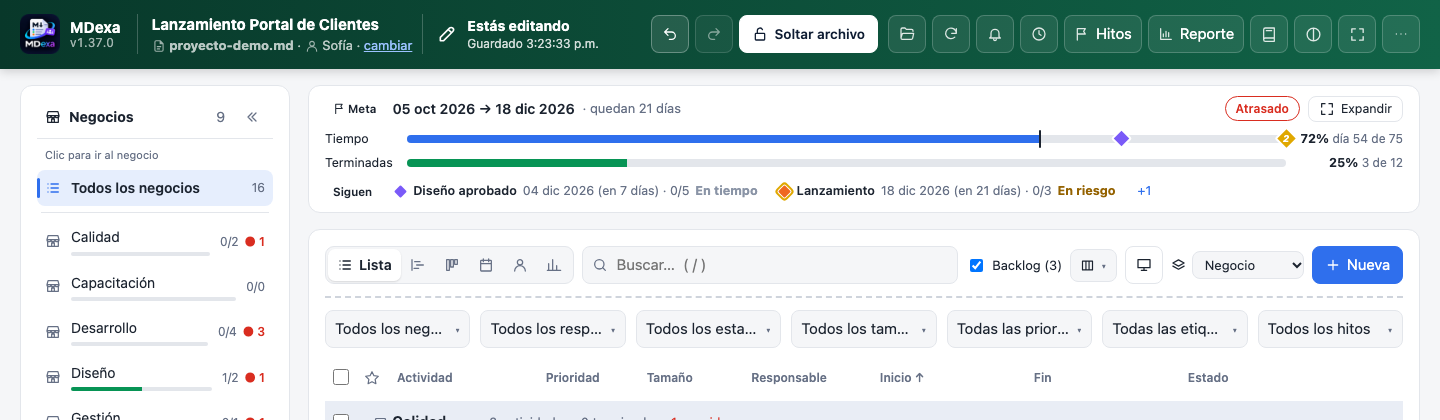 MDexa
v1.37.0
Lanzamiento Portal de Clientes
proyecto-demo.md · Sofía · cambiar
Estás editando
Guardado 3:23:33 p.m.
Soltar archivo
Hitos
Reporte
Negocios 9
Clic para ir al negocio
Todos los negocios 16
Calidad 0/2 1
Capacitación 0/0
Desarrollo 0/4 3
Diseño 1/2 1
Meta 05 oct 2026 → 18 dic 2026 · quedan 21 días
Atrasado
Expandir
Tiempo 2 72% día 54 de 75
Terminadas 25% 3 de 12
Siguen Diseño aprobado 04 dic 2026 (en 7 días) · 0/5 En tiempo Lanzamiento 18 dic 2026 (en 21 días) · 0/3 En riesgo +1
Lista
Buscar... ( / )
Backlog (3)
Negocio
+ Nueva
Todos los neg...
Todos los resp...
Todos los esta...
Todos los tam...
Todas las prior...
Todas las etiq...
Todos los hitos
Actividad Prioridad Tamaño Responsable Inicio ↑ Fin Estado